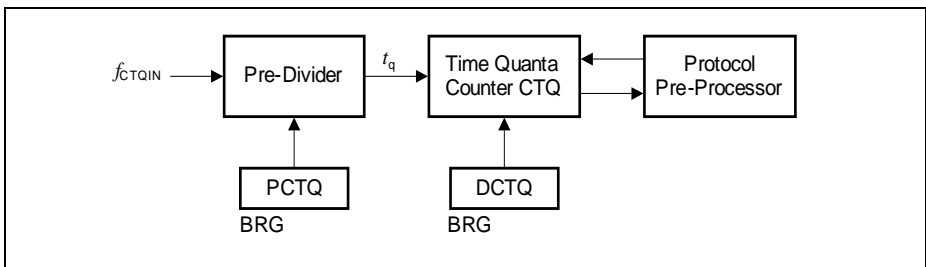 fCTQIN
Pre-Divider
tq
Time Quanta
Counter CTQ
Protocol
Pre-Processor
PCTQ
DCTQ
BRG
BRG